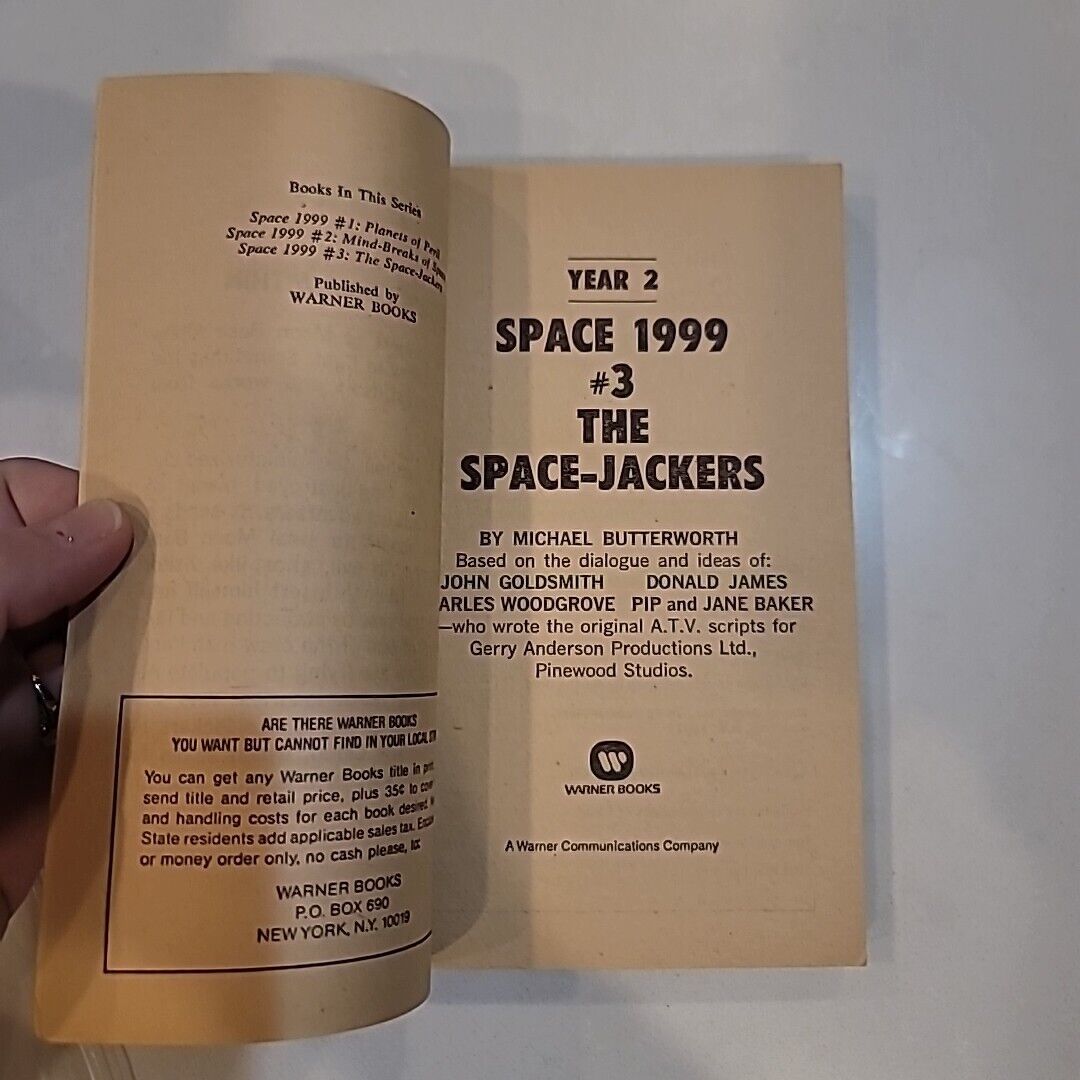 Books In This Series
Space 1999 #1: Planets of Peril
Space 1999 #2: Mind-Breaks of Space
Space 1999 #3: The Space-Jackers
Published by
WARNER BOOKS
ARE THERE WARNER BOOKS
YOU WANT BUT CANNOT FIND IN YOUR LOCAL
You can get any Warner Books title in
send title and retail price, plus 35¢ to
and handling costs for each book desired.
State residents add applicable sales tax.
or money order only, no cash please,
WARNER BOOKS
P.O. BOX 690
NEW YORK, N.Y. 10019
YEAR 2
SPACE 1999
#3
THE
SPACE-JACKERS
BY MICHAEL BUTTERWORTH
Based on the dialogue and ideas of:
JOHN GOLDSMITH DONALD JAMES
ARLES WOODGROVE PIP and JANE BAKER
—who wrote the original A.T.V. scripts for
Gerry Anderson Productions Ltd.,
Pinewood Studios.
WARNER BOOKS
A Warner Communications Company